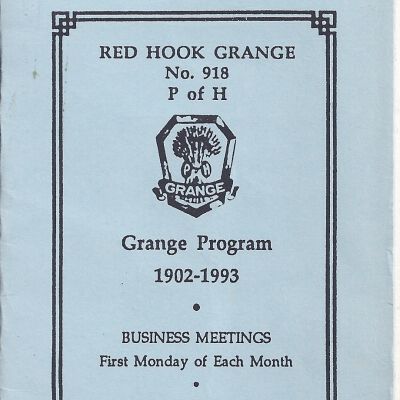 RED HOOK GRANGE
No. 918
P of H
P H
GRANGE
Grange Program
1902-1993
•
BUSINESS MEETINGS
First Monday of Each Month
•